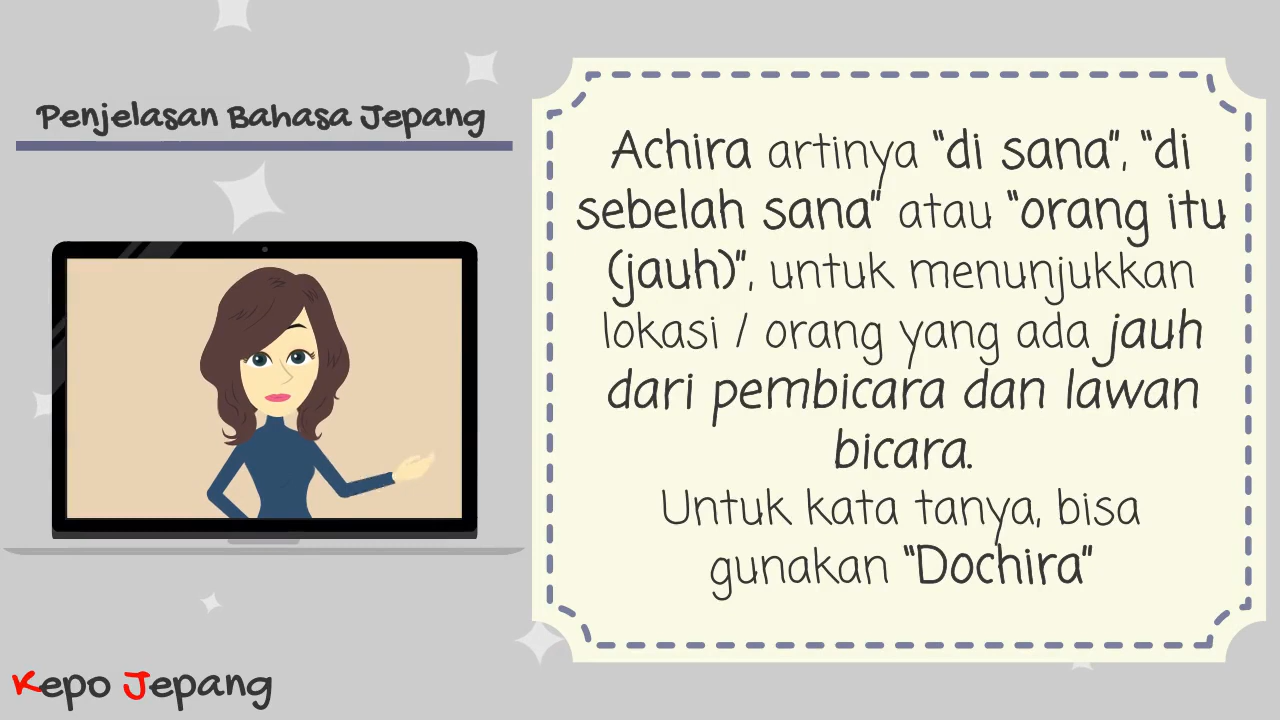 Penjelasan Bahasa Jepang
Achira artinya "di sana", "di
sebelah sana" atau "orang itu
(jauh)", untuk menunjukkan
lokasi / orang yang ada jauh
dari pembicara dan lawan
bicara.
Untuk kata tanya, bisa
gunakan "Dochira"
Kepo Jepang